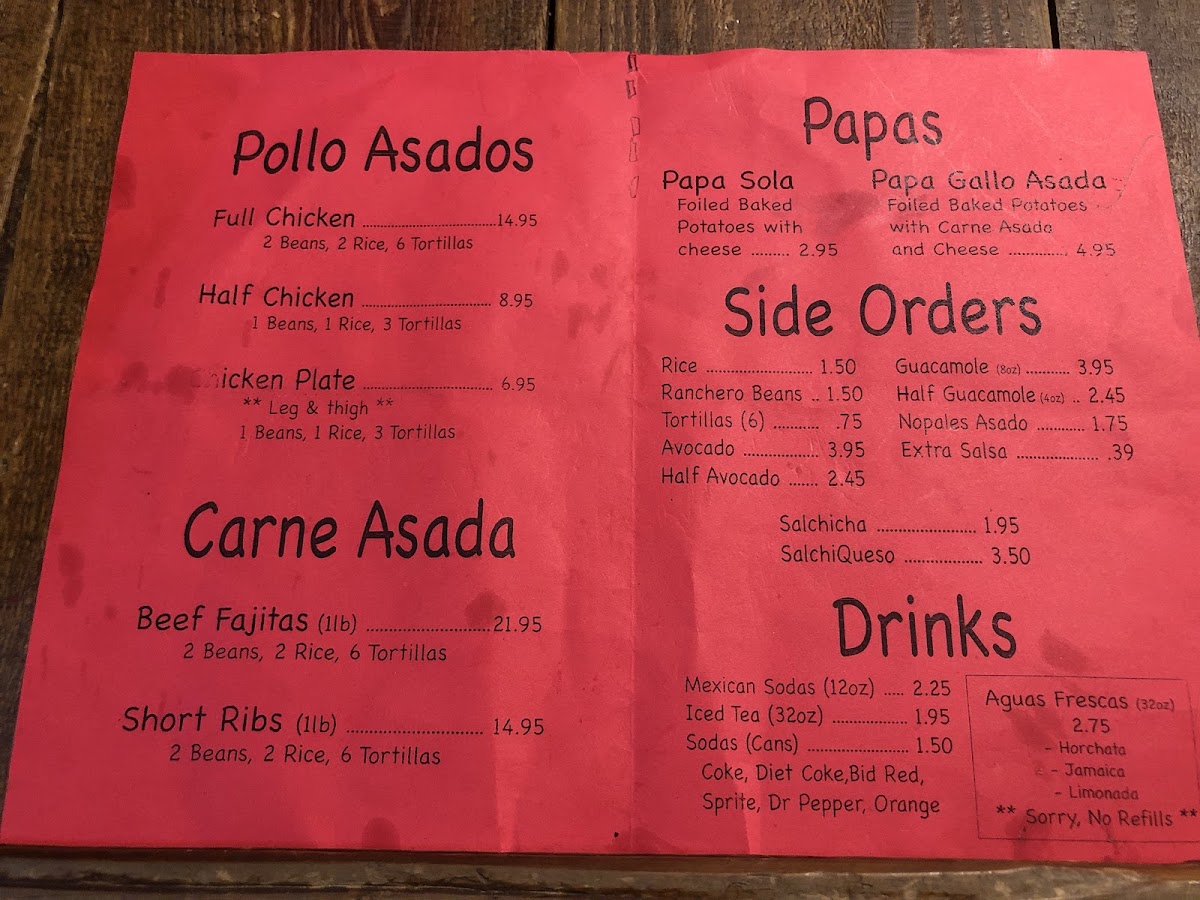 Pollo Asados
Full Chicken ........................ 14.95
2 Beans, 2 Rice, 6 Tortillas
Half Chicken ........................ 8.95
1 Beans, 1 Rice, 3 Tortillas
Chicken Plate ........................ 6.95
** Leg & thigh **
1 Beans, 1 Rice, 3 Tortillas
Carne Asada
Beef Fajitas (1lb) ........................ 21.95
2 Beans, 2 Rice, 6 Tortillas
Short Ribs (1lb) ........................ 14.95
2 Beans, 2 Rice, 6 Tortillas
Papas
Papa Sola
Foiled Baked
Potatoes with
cheese ......... 2.95
Papa Gallo Asada
Foiled Baked Potatoes
with Carne Asada
and Cheese ............. 4.95
Side Orders
Rice ....................... 1.50
Ranchero Beans .. 1.50
Tortillas (6) .......... .75
Avocado ................ 3.95
Half Avocado ....... 2.45
Guacamole (8oz) .......... 3.95
Half Guacamole (4oz) .. 2.45
Nopales Asado ........... 1.75
Extra Salsa .................. .39
Salchicha ...................... 1.95
SalchiQueso ................. 3.50
Drinks
Mexican Sodas (12oz) ..... 2.25
Iced Tea (32oz) ................. 1.95
Sodas (Cans) ....................... 1.50
Coke, Diet Coke,Bid Red,
Sprite, Dr Pepper, Orange
Aguas Frescas (32oz)
2.75
- Horchata
- Jamaica
- Limonada
** Sorry, No Refills **